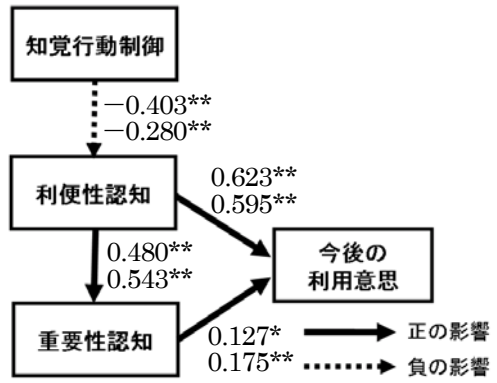 知覚行動制御
−0.403**
−0.280**
利便性認知
0.623**
0.595**
0.480**
0.543**
今後の
利用意思
重要性認知
0.127*
0.175**
正の影響
負の影響